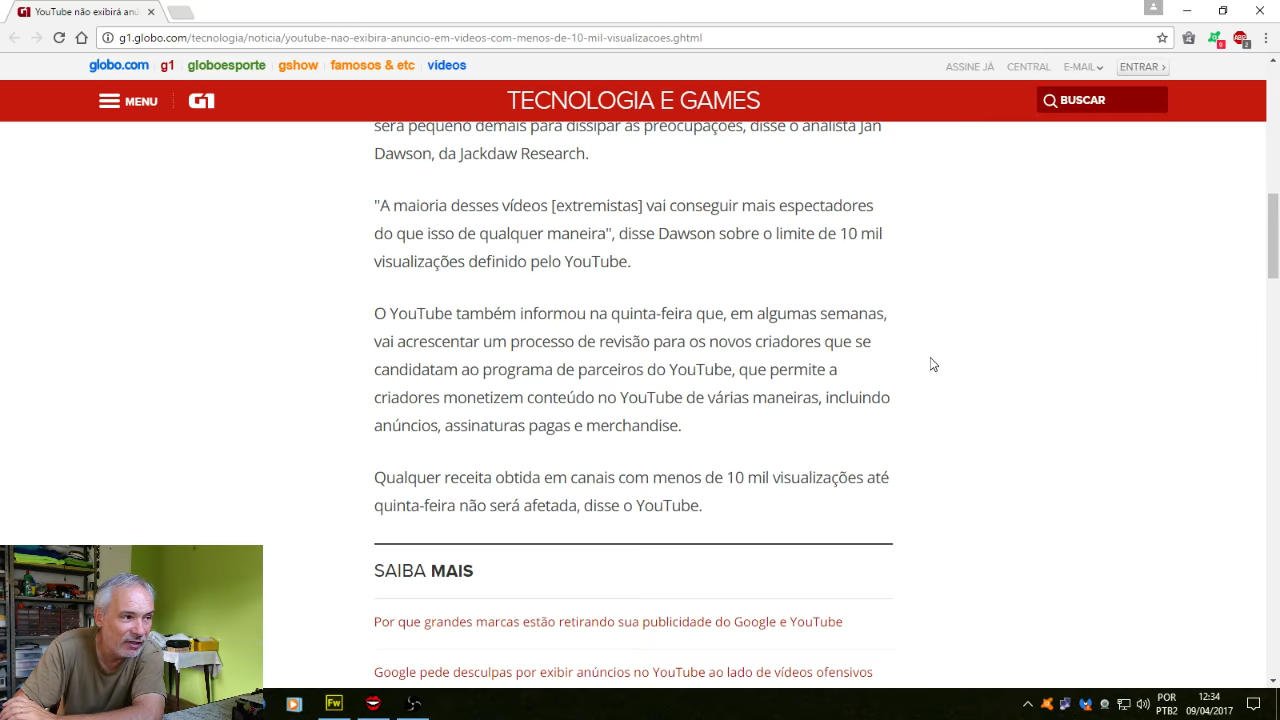 YouTube não exibirá anú
g1.globo.com/tecnologia/noticia/youtube-nao-exibira-anuncio-em-videos-com-menos-de-10-mil-visualizacoes.ghtml
globo.com g1 globoesporte gshow famosos & etc vídeos
ASSINE JÁ CENTRAL E-MAIL ENTRAR
MENU G1 TECNOLOGIA E GAMES BUSCAR
será pequeno demais para dissipar as preocupações, disse o analista Jan
Dawson, da Jackdaw Research.
"A maioria desses vídeos [extremistas] vai conseguir mais espectadores
do que isso de qualquer maneira", disse Dawson sobre o limite de 10 mil
visualizações definido pelo YouTube.
O YouTube também informou na quinta-feira que, em algumas semanas,
vai acrescentar um processo de revisão para os novos criadores que se
candidatam ao programa de parceiros do YouTube, que permite a
criadores monetizem conteúdo no YouTube de várias maneiras, incluindo
anúncios, assinaturas pagas e merchandise.
Qualquer receita obtida em canais com menos de 10 mil visualizações até
quinta-feira não será afetada, disse o YouTube.
SAIBA MAIS
Por que grandes marcas estão retirando sua publicidade do Google e YouTube
Google pede desculpas por exibir anúncios no YouTube ao lado de vídeos ofensivos
Fw
POR 12:34
PTB2 09/04/2017